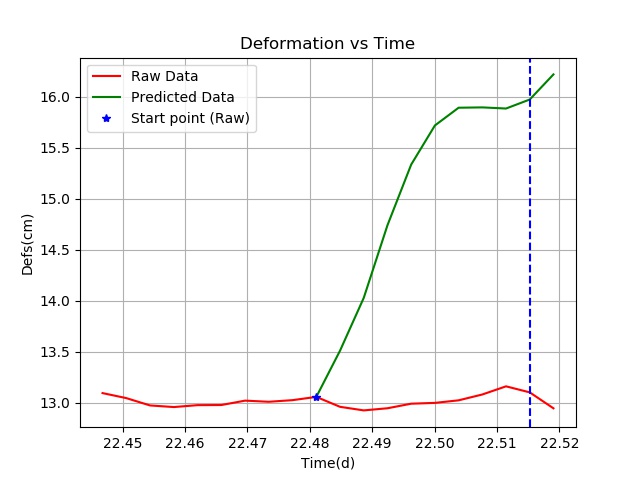 Deformation vs Time
Raw Data
Predicted Data
Start point (Raw)
16.0
15.5
15.0
14.5
14.0
13.5
13.0
Defs(cm)
22.45 22.46 22.47 22.48 22.49 22.50 22.51 22.52
Time(d)